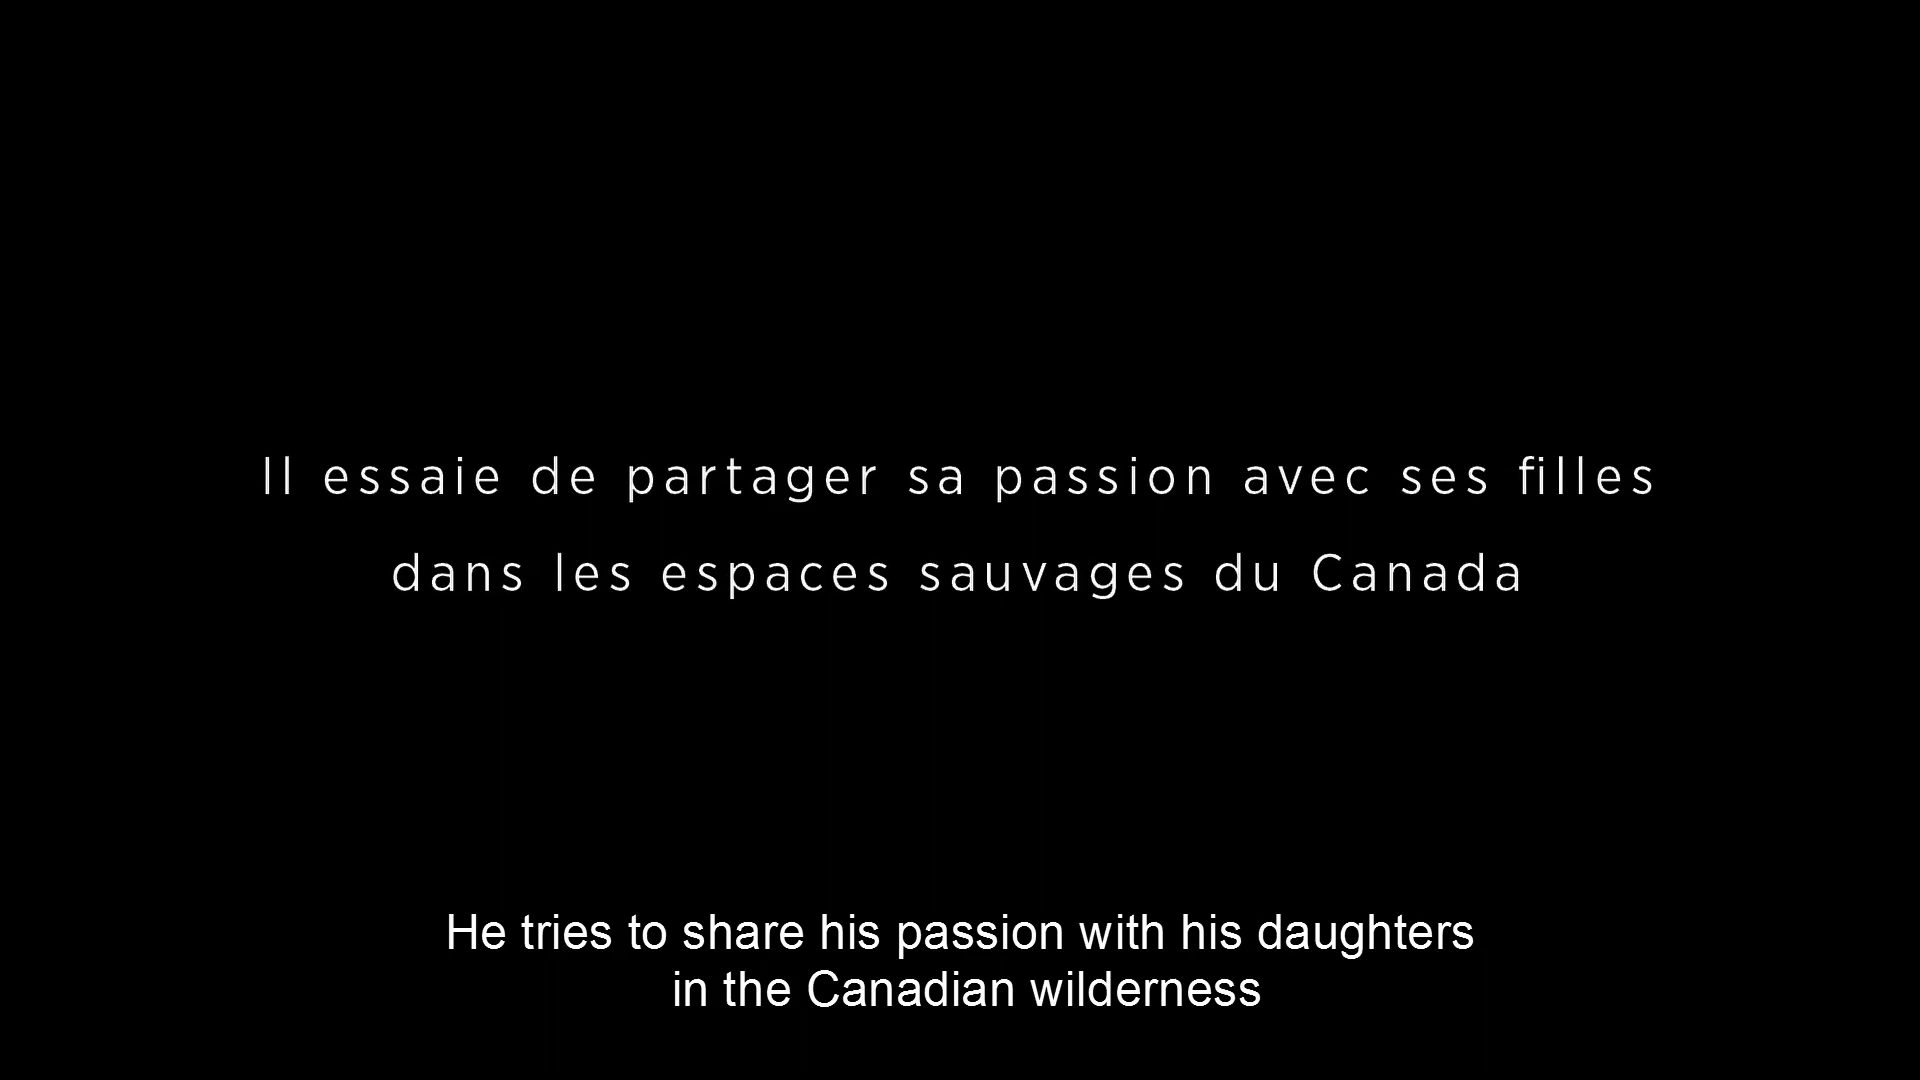 Il essaie de partager sa passion avec ses filles
dans les espaces sauvages du Canada
He tries to share his passion with his daughters
in the Canadian wilderness